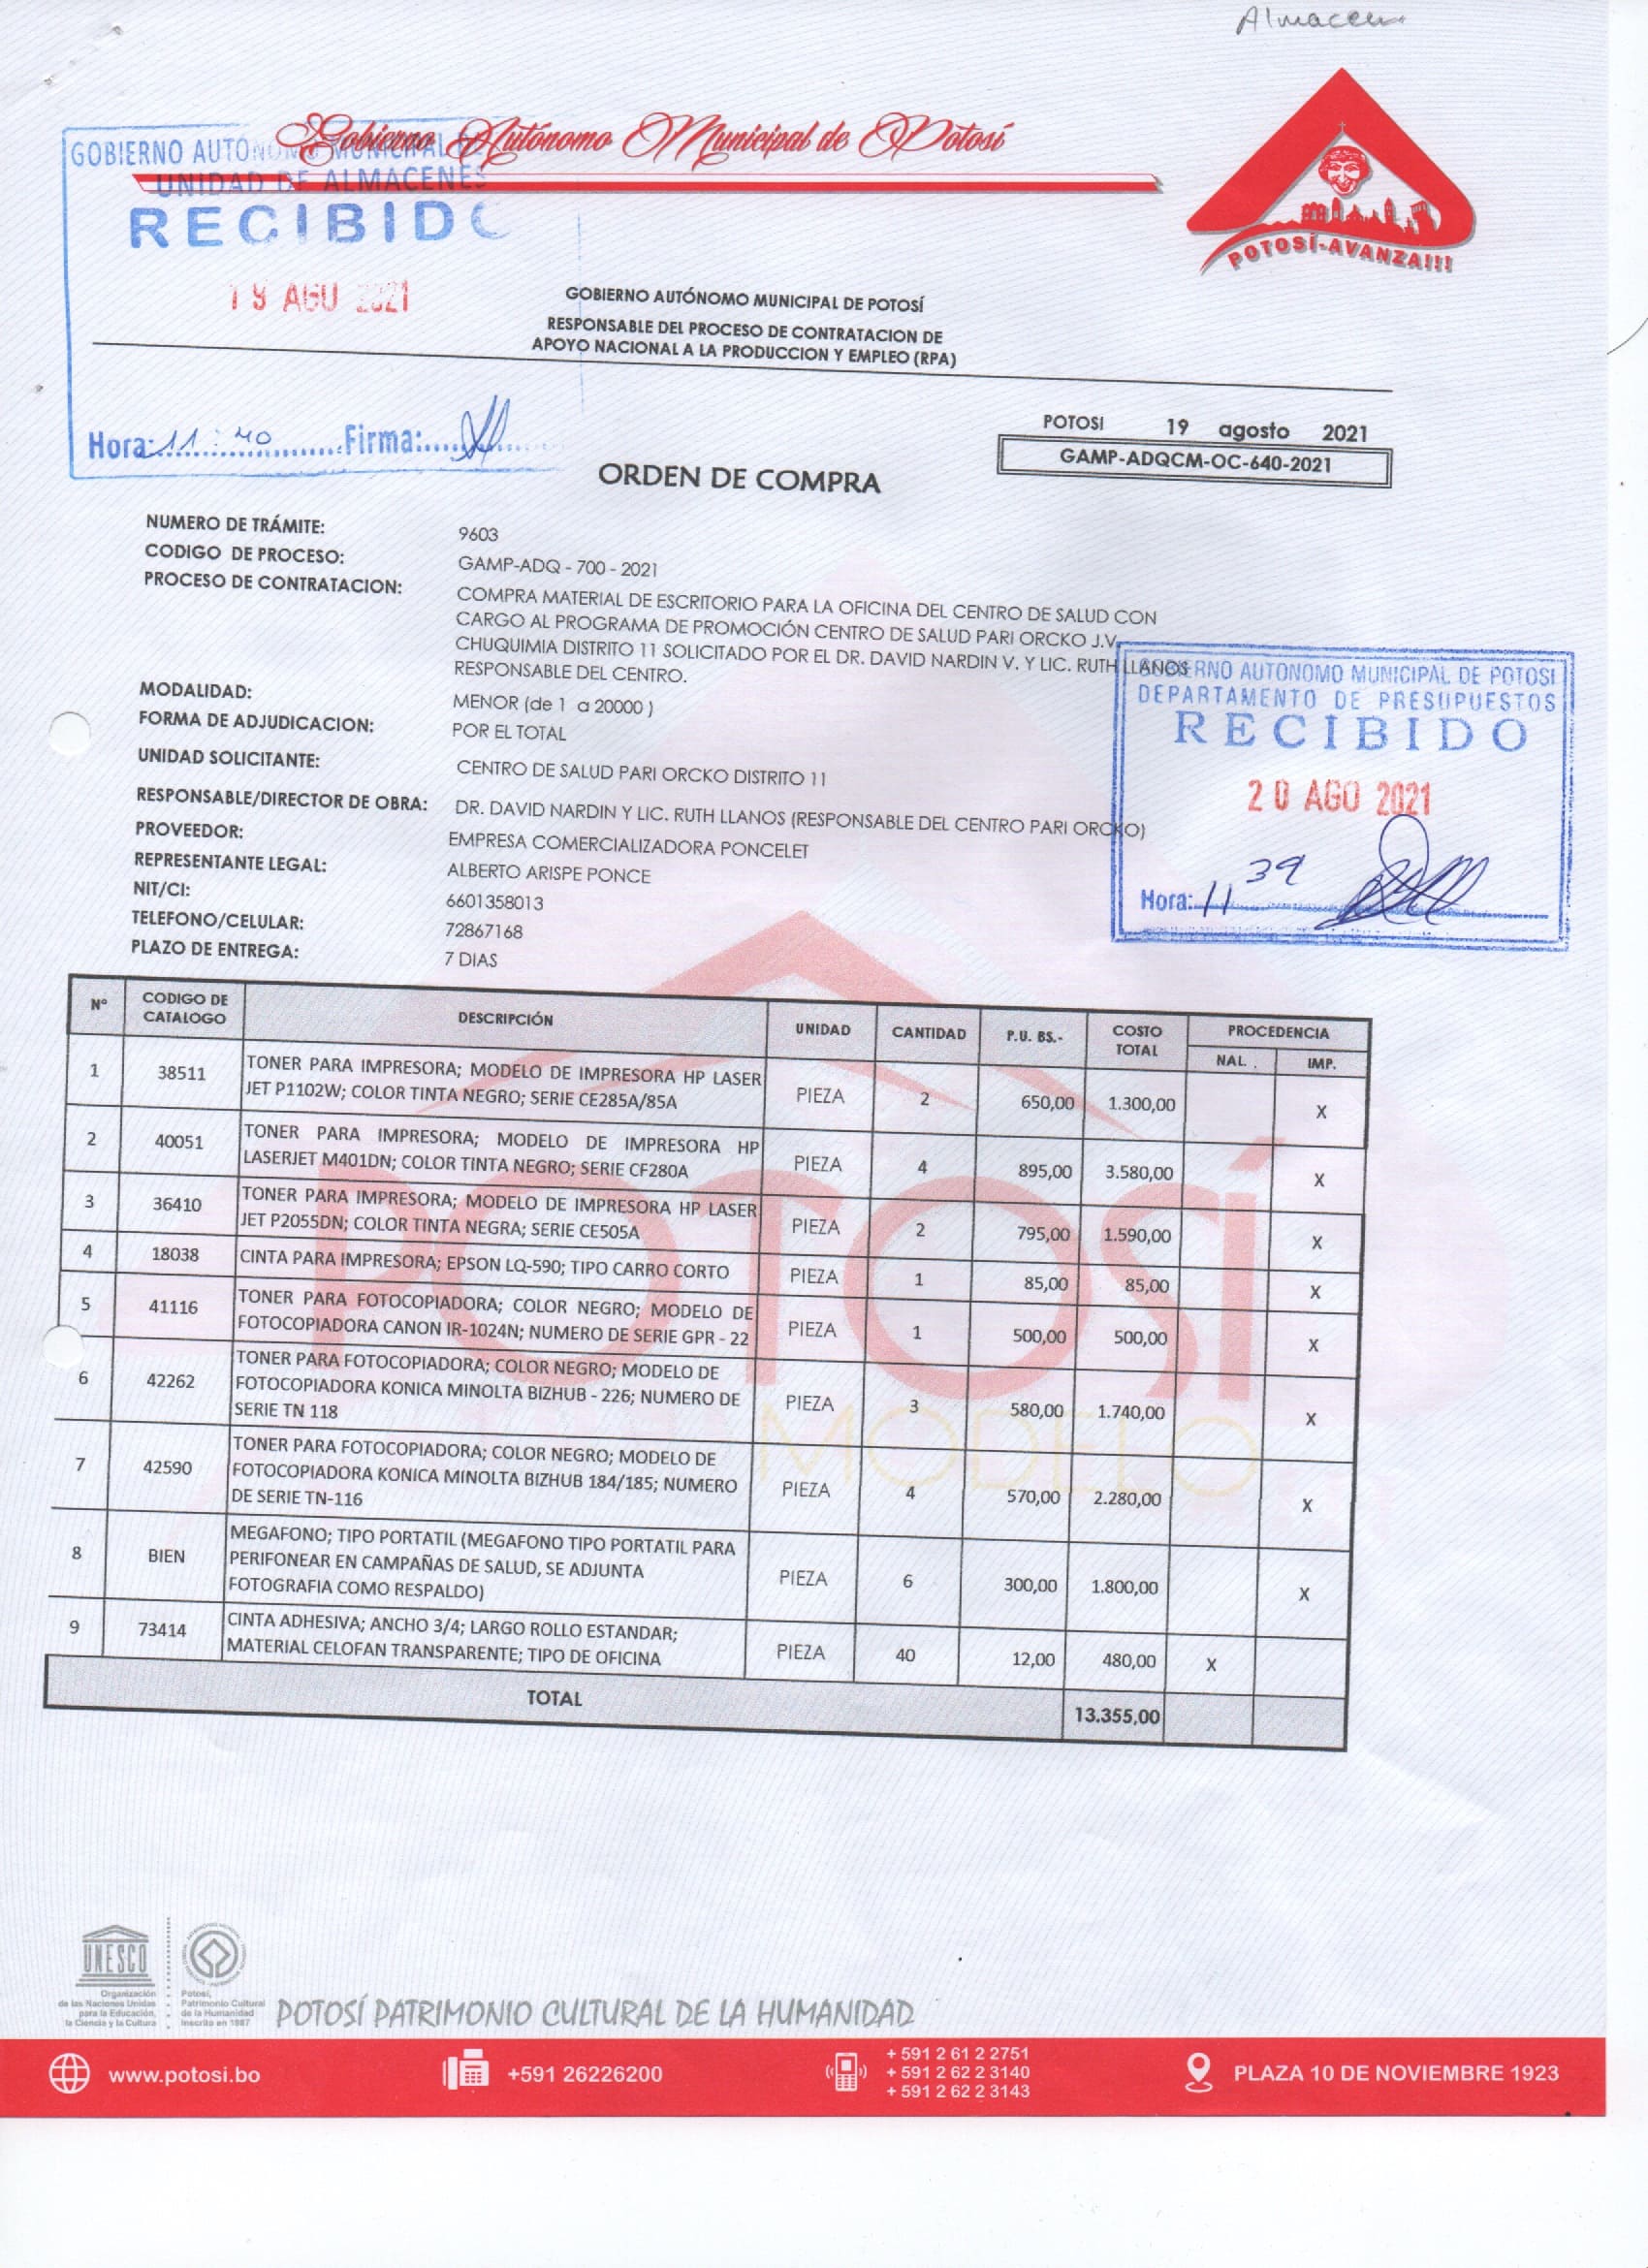 Almacen
Gobierno Autónomo Municipal de Potosí
GOBIERNO AUTÓNOMO MUNICIPAL
UNIDAD DE ALMACENES
RECIBIDO
19 AGO 2021
Hora: 11:40 Firma:
POTOSÍ-AVANZA!!!
GOBIERNO AUTÓNOMO MUNICIPAL DE POTOSÍ
RESPONSABLE DEL PROCESO DE CONTRATACION DE
APOYO NACIONAL A LA PRODUCCION Y EMPLEO (RPA)
POTOSI 19 agosto 2021
GAMP-ADQCM-OC-640-2021
ORDEN DE COMPRA
NUMERO DE TRÁMITE: 9603
CODIGO DE PROCESO: GAMP-ADQ - 700 - 2021
PROCESO DE CONTRATACION: COMPRA MATERIAL DE ESCRITORIO PARA LA OFICINA DEL CENTRO DE SALUD CON
CARGO AL PROGRAMA DE PROMOCIÓN CENTRO DE SALUD PARI ORCKO J.V.
CHUQUIMIA DISTRITO 11 SOLICITADO POR EL DR. DAVID NARDIN V. Y LIC. RUTH LLANOS
RESPONSABLE DEL CENTRO.
MODALIDAD: MENOR (de 1 a 20000 )
FORMA DE ADJUDICACION: POR EL TOTAL
UNIDAD SOLICITANTE: CENTRO DE SALUD PARI ORCKO DISTRITO 11
RESPONSABLE/DIRECTOR DE OBRA: DR. DAVID NARDIN Y LIC. RUTH LLANOS (RESPONSABLE DEL CENTRO PARI ORCKO)
PROVEEDOR: EMPRESA COMERCIALIZADORA PONCELET
REPRESENTANTE LEGAL: ALBERTO ARISPE PONCE
NIT/CI: 6601358013
TELEFONO/CELULAR: 72867168
PLAZO DE ENTREGA: 7 DIAS
GOBIERNO AUTONOMO MUNICIPAL DE POTOSI
DEPARTAMENTO DE PRESUPUESTOS
RECIBIDO
20 AGO 2021
Hora: 11 39
N° CODIGO DE CATALOGO DESCRIPCIÓN UNIDAD CANTIDAD P.U. BS.- COSTO TOTAL PROCEDENCIA
NAL. IMP.
1 38511 TONER PARA IMPRESORA; MODELO DE IMPRESORA HP LASER
JET P1102W; COLOR TINTA NEGRO; SERIE CE285A/85A PIEZA 2 650,00 1.300,00 X
2 40051 TONER PARA IMPRESORA; MODELO DE IMPRESORA HP
LASERJET M401DN; COLOR TINTA NEGRO; SERIE CF280A PIEZA 4 895,00 3.580,00 X
3 36410 TONER PARA IMPRESORA; MODELO DE IMPRESORA HP LASER
JET P2055DN; COLOR TINTA NEGRA; SERIE CE505A PIEZA 2 795,00 1.590,00 X
4 18038 CINTA PARA IMPRESORA; EPSON LQ-590; TIPO CARRO CORTO PIEZA 1 85,00 85,00 X
5 41116 TONER PARA FOTOCOPIADORA; COLOR NEGRO; MODELO DE
FOTOCOPIADORA CANON IR-1024N; NUMERO DE SERIE GPR - 22 PIEZA 1 500,00 500,00 X
6 42262 TONER PARA FOTOCOPIADORA; COLOR NEGRO; MODELO DE
FOTOCOPIADORA KONICA MINOLTA BIZHUB - 226; NUMERO DE
SERIE TN 118 PIEZA 3 580,00 1.740,00 X
7 42590 TONER PARA FOTOCOPIADORA; COLOR NEGRO; MODELO DE
FOTOCOPIADORA KONICA MINOLTA BIZHUB 184/185; NUMERO
DE SERIE TN-116 PIEZA 4 570,00 2.280,00 X
8 BIEN MEGAFONO; TIPO PORTATIL (MEGAFONO TIPO PORTATIL PARA
PERIFONEAR EN CAMPAÑAS DE SALUD, SE ADJUNTA
FOTOGRAFIA COMO RESPALDO) PIEZA 6 300,00 1.800,00 X
9 73414 CINTA ADHESIVA; ANCHO 3/4; LARGO ROLLO ESTANDAR;
MATERIAL CELOFAN TRANSPARENTE; TIPO DE OFICINA PIEZA 40 12,00 480,00 X
TOTAL 13.355,00
POTOSÍ
MODELO
UNESCO
Organización
de las Naciones Unidas
para la Educación,
la Ciencia y la Cultura
Potosí,
Patrimonio Cultural
de la Humanidad
Inscrito en 1987
POTOSÍ PATRIMONIO CULTURAL DE LA HUMANIDAD
www.potosi.bo
+591 26226200
+ 591 2 61 2 2751
+ 591 2 62 2 3140
+ 591 2 62 2 3143
PLAZA 10 DE NOVIEMBRE 1923